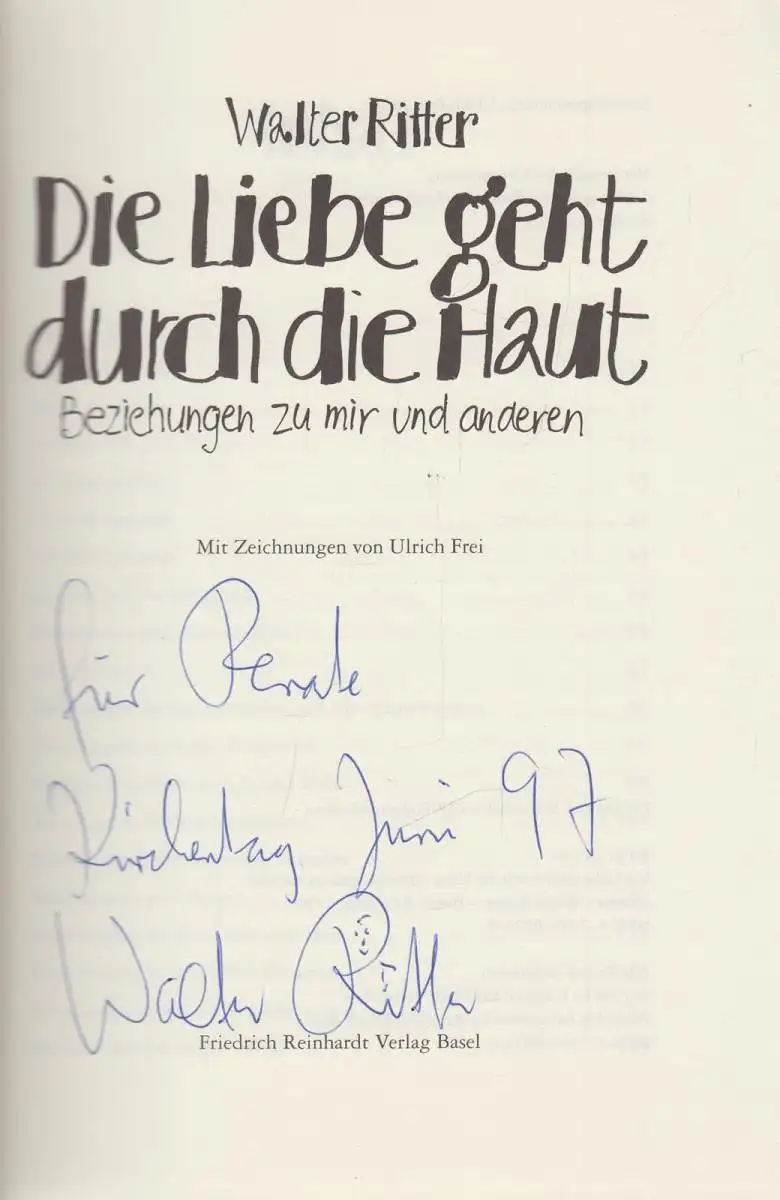 Walter Ritter
Die Liebe geht
durch die Haut
Beziehungen zu mir und anderen
Mit Zeichnungen von Ulrich Frei
für Renate
Kirchentag Juni 97
Walter Ritter
Friedrich Reinhardt Verlag Basel